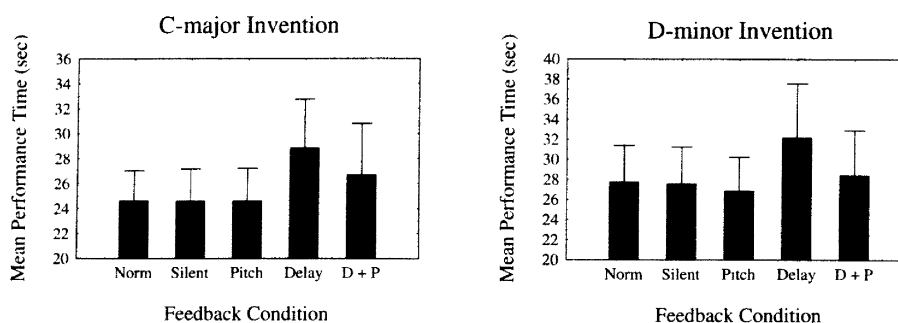 C-major Invention
Mean Performance Time (sec)
36
34
32
30
28
26
24
22
20
Norm Silent Pitch Delay D + P
Feedback Condition
D-minor Invention
Mean Performance Time (sec)
40
38
36
34
32
30
28
26
24
22
20
Norm Silent Pitch Delay D + P
Feedback Condition